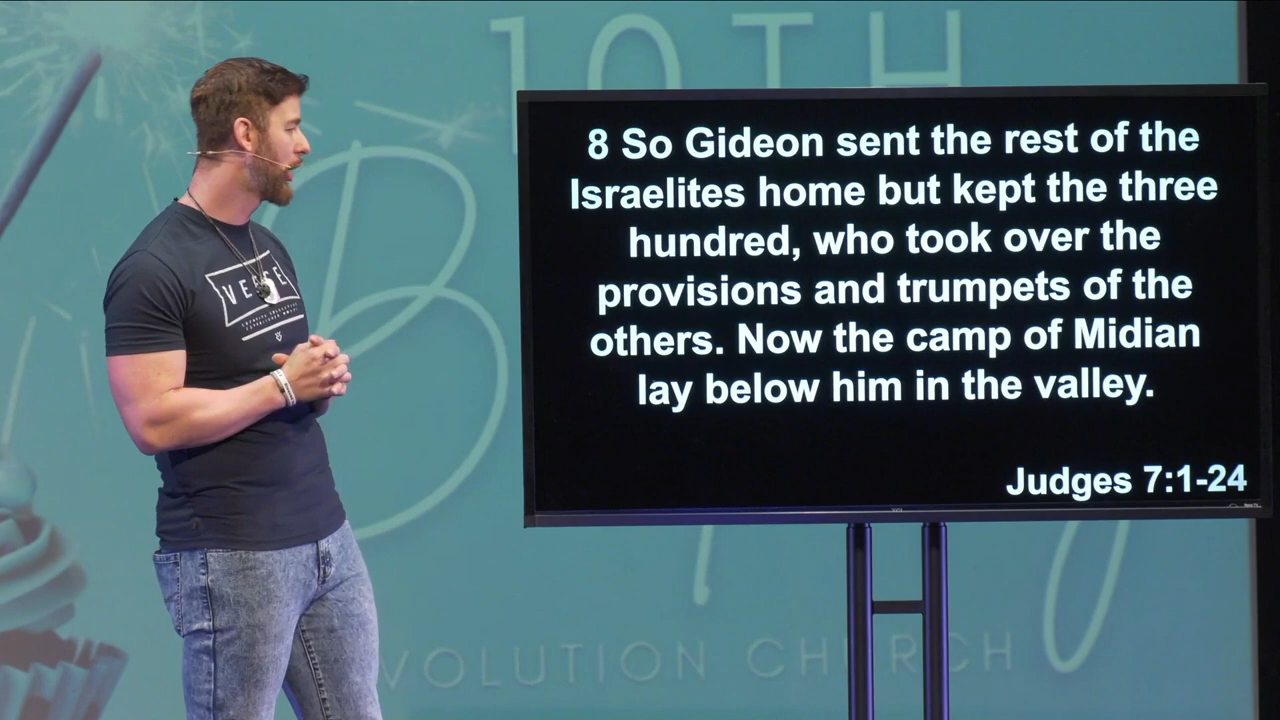 10TH
8 So Gideon sent the rest of the
Israelites home but kept the three
hundred, who took over the
provisions and trumpets of the
others. Now the camp of Midian
lay below him in the valley.
Judges 7:1-24
VOLUTION CHURCH